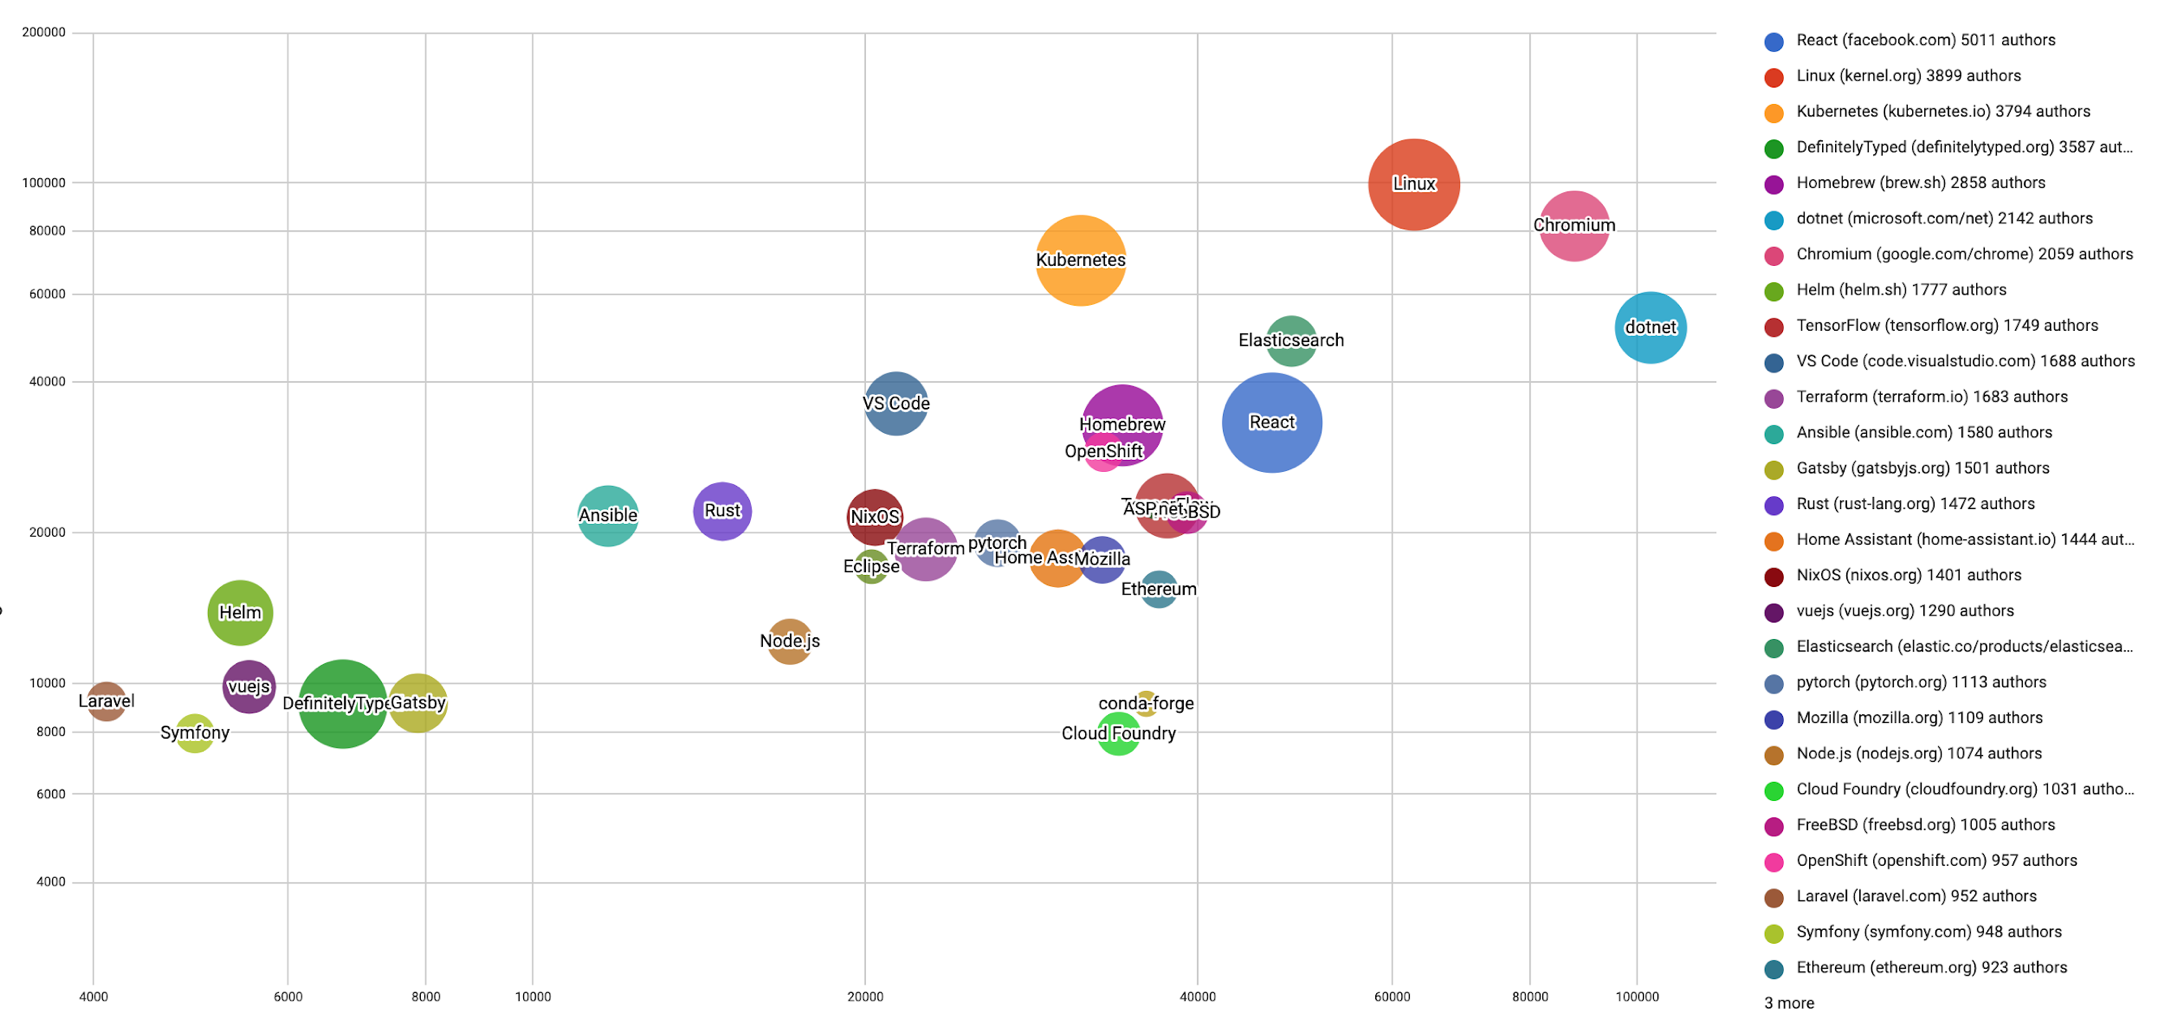 200000
100000
80000
60000
40000
20000
10000
8000
6000
4000
4000
6000
8000
10000
20000
40000
60000
80000
100000
Linux
Chromium
Kubernetes
dotnet
Elasticsearch
VS Code
React
Homebrew
OpenShift
ASP.net
BSD
Rust
Ansible
NixOS
Terraform
pytorch
Home Ass
Mozilla
Eclipse
Ethereum
Helm
Node.js
vuejs
Laravel
DefinitelyType
Gatsby
conda-forge
Symfony
Cloud Foundry
React (facebook.com) 5011 authors
Linux (kernel.org) 3899 authors
Kubernetes (kubernetes.io) 3794 authors
DefinitelyTyped (definitelytyped.org) 3587 aut...
Homebrew (brew.sh) 2858 authors
dotnet (microsoft.com/net) 2142 authors
Chromium (google.com/chrome) 2059 authors
Helm (helm.sh) 1777 authors
TensorFlow (tensorflow.org) 1749 authors
VS Code (code.visualstudio.com) 1688 authors
Terraform (terraform.io) 1683 authors
Ansible (ansible.com) 1580 authors
Gatsby (gatsbyjs.org) 1501 authors
Rust (rust-lang.org) 1472 authors
Home Assistant (home-assistant.io) 1444 aut...
NixOS (nixos.org) 1401 authors
vuejs (vuejs.org) 1290 authors
Elasticsearch (elastic.co/products/elasticsea...
pytorch (pytorch.org) 1113 authors
Mozilla (mozilla.org) 1109 authors
Node.js (nodejs.org) 1074 authors
Cloud Foundry (cloudfoundry.org) 1031 autho...
FreeBSD (freebsd.org) 1005 authors
OpenShift (openshift.com) 957 authors
Laravel (laravel.com) 952 authors
Symfony (symfony.com) 948 authors
Ethereum (ethereum.org) 923 authors
3 more